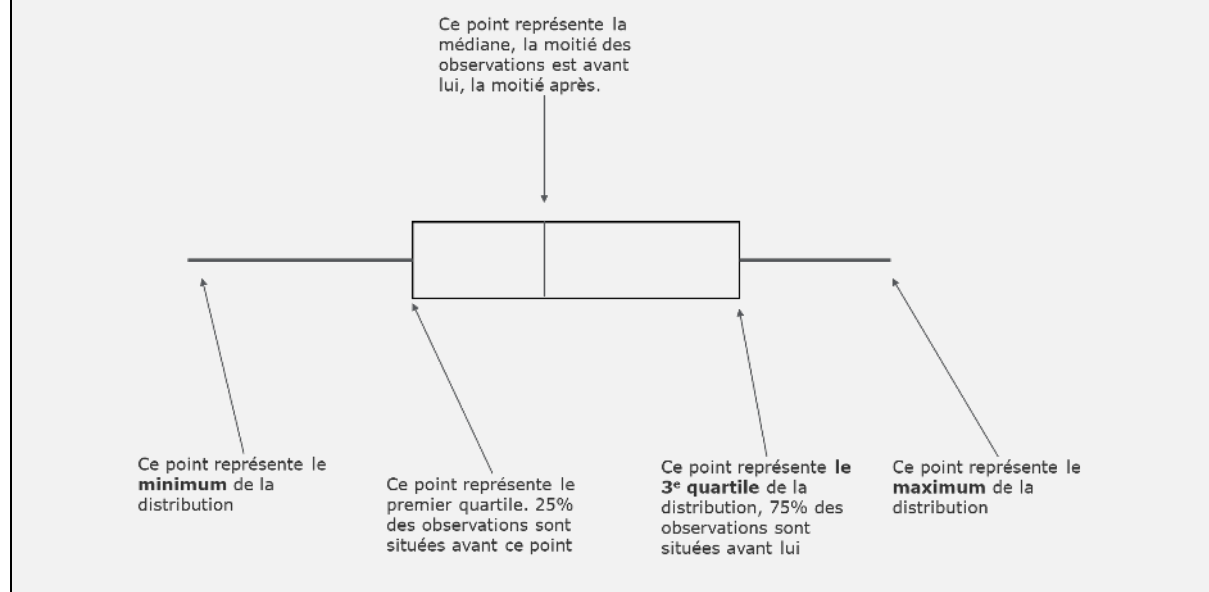 Ce point représente la
médiane, la moitié des
observations est avant
lui, la moitié après.
Ce point représente le
minimum de la
distribution
Ce point représente le
premier quartile. 25%
des observations sont
situées avant ce point
Ce point représente le
3e quartile de la
distribution, 75% des
observations sont
situées avant lui
Ce point représente le
maximum de la
distribution